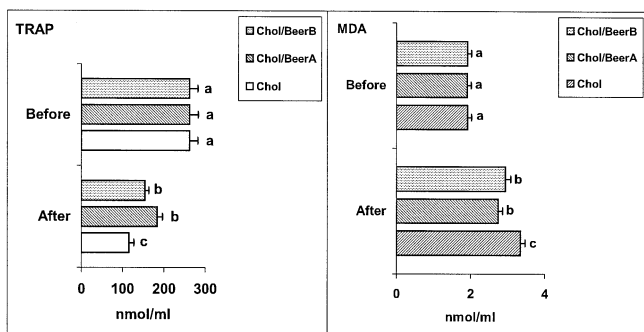 TRAP
Chol/BeerB
Chol/BeerA
Chol
Before
a
a
a
After
b
b
c
0 100 200 300
nmol/ml
MDA
Chol/BeerB
Chol/BeerA
Chol
Before
a
a
a
After
b
b
c
0 2 4
nmol/ml